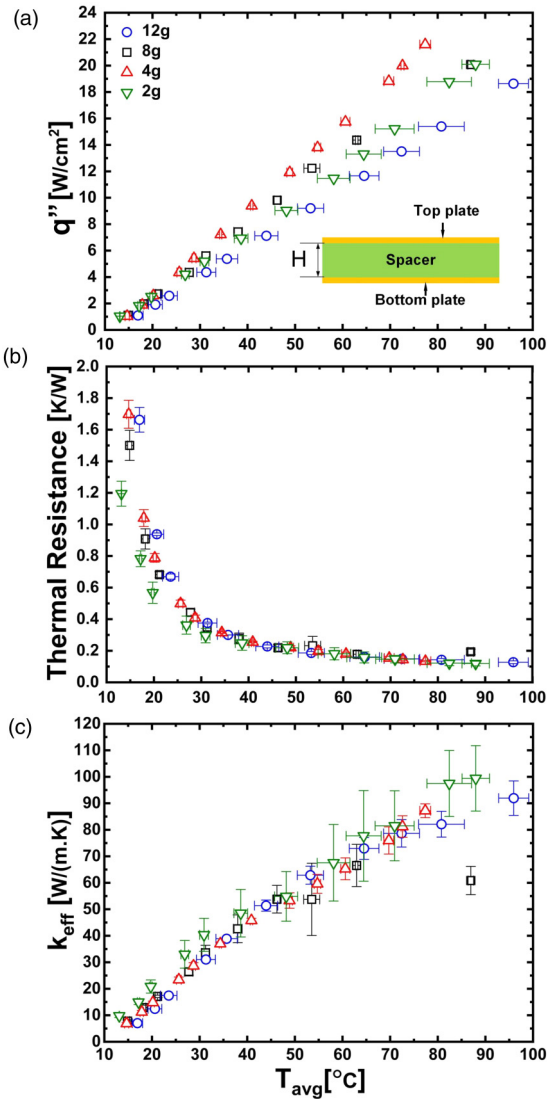 (a)
12g
8g
4g
2g
q” [W/cm²]
22
20
18
16
14
12
10
8
6
4
2
0
Top plate
H
Spacer
Bottom plate
10 20 30 40 50 60 70 80 90 100
(b)
Thermal Resistance [K/W]
2.0
1.8
1.6
1.4
1.2
1.0
0.8
0.6
0.4
0.2
0.0
10 20 30 40 50 60 70 80 90 100
(c)
keff [W/(m.K)]
120
110
100
90
80
70
60
50
40
30
20
10
0
10 20 30 40 50 60 70 80 90 100
Tavg[°C]